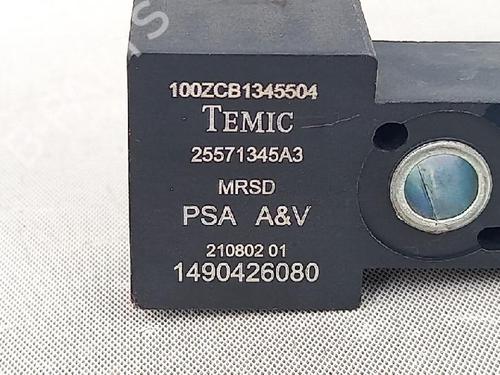 100ZCB1345504
TEMIC
25571345A3
MRSD
PSA A&V
210802 01
1490426080